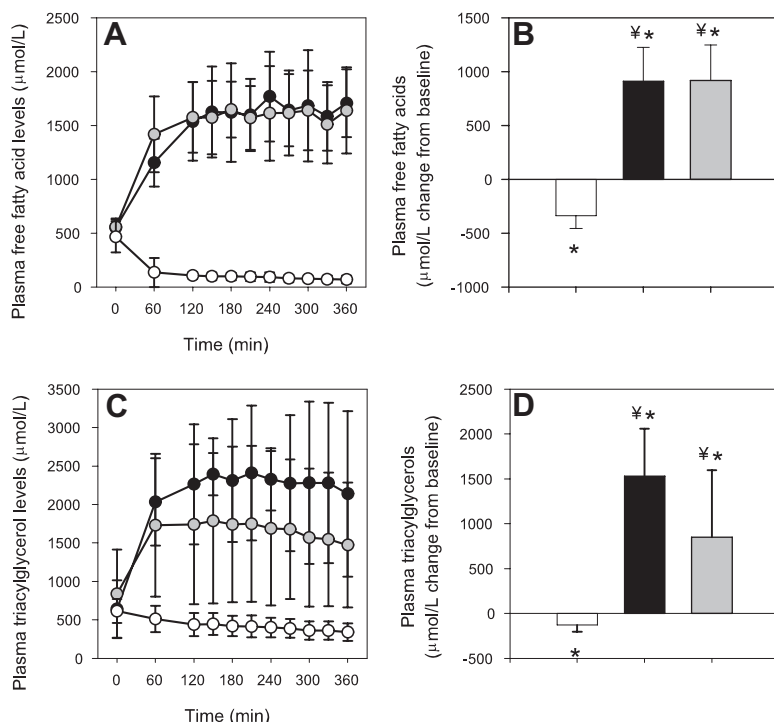 A
Plasma free fatty acid levels (μmol/L)
2500
2000
1500
1000
500
0
0 60 120 180 240 300 360
Time (min)
B
Plasma free fatty acids
(μmol/L change from baseline)
1500
1000
500
0
-500
-1000
¥* ¥*
*
C
Plasma triacylglycerol levels (μmol/L)
3500
3000
2500
2000
1500
1000
500
0
0 60 120 180 240 300 360
Time (min)
D
Plasma triacylglycerols
(μmol/L change from baseline)
2500
2000
1500
1000
500
0
-500
¥* ¥*
*